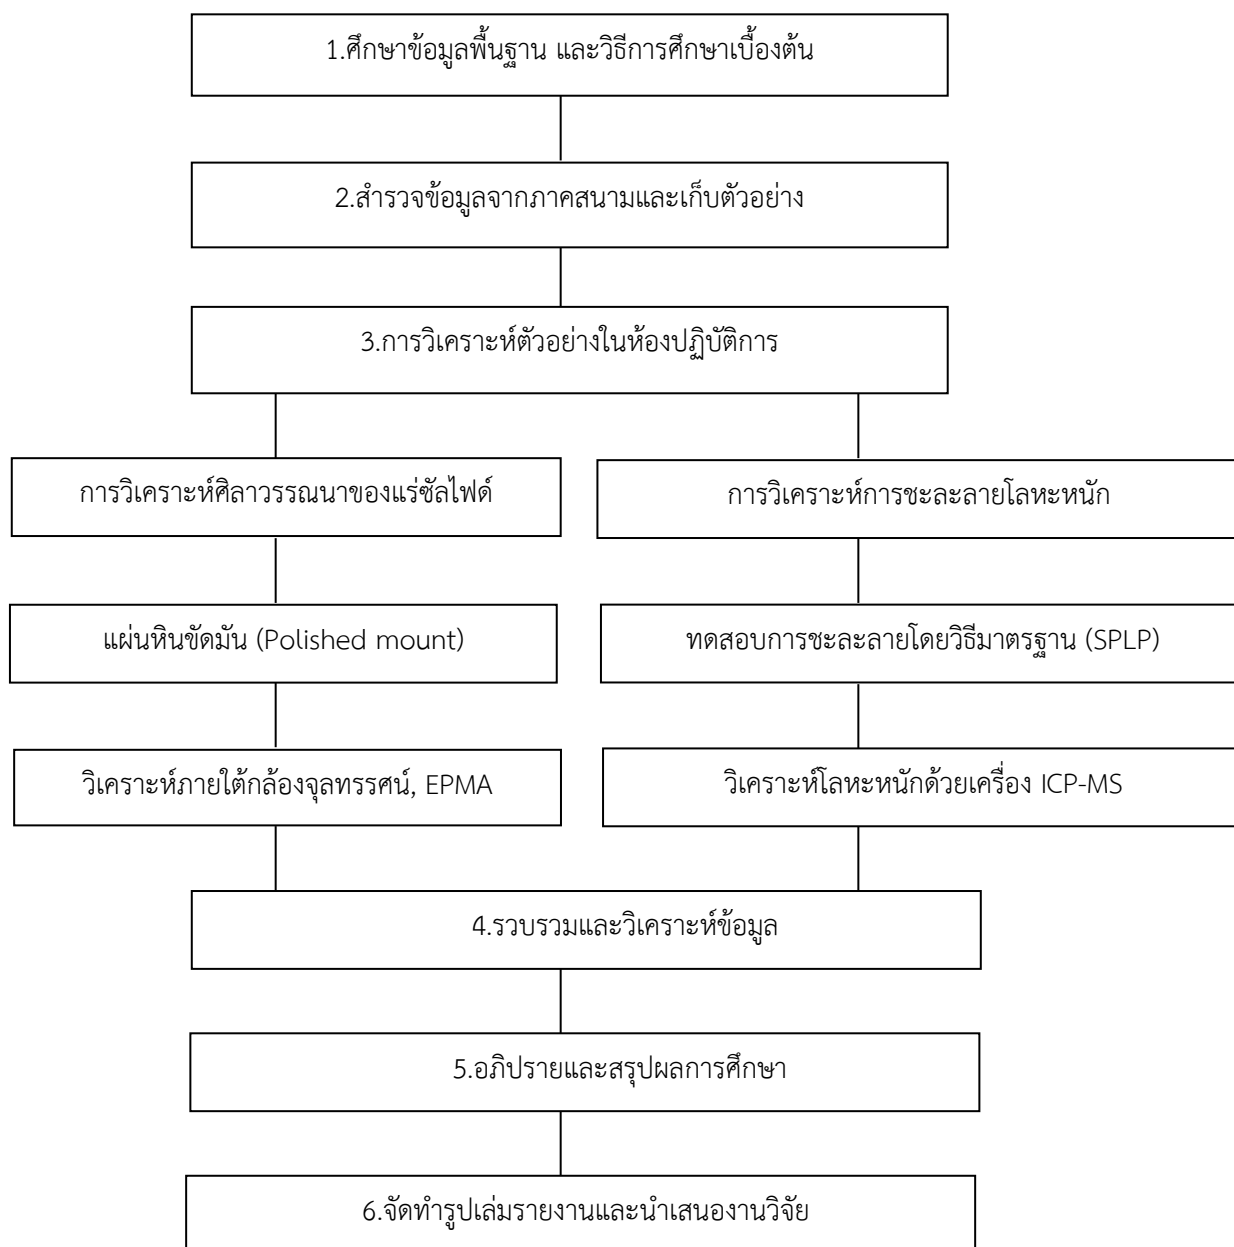 1.ศึกษาข้อมูลพื้นฐาน และวิธีการศึกษาเบื้องต้น
2.สำรวจข้อมูลจากภาคสนามและเก็บตัวอย่าง
3.การวิเคราะห์ตัวอย่างในห้องปฏิบัติการ
การวิเคราะห์ศิลาวรรณนาของแร่ซัลไฟด์
การวิเคราะห์การชะละลายโลหะหนัก
แผ่นหินขัดมัน (Polished mount)
ทดสอบการชะละลายโดยวิธีมาตรฐาน (SPLP)
วิเคราะห์ภายใต้กล้องจุลทรรศน์, EPMA
วิเคราะห์โลหะหนักด้วยเครื่อง ICP-MS
4.รวบรวมและวิเคราะห์ข้อมูล
5.อภิปรายและสรุปผลการศึกษา
6.จัดทำรูปเล่มรายงานและนำเสนองานวิจัย